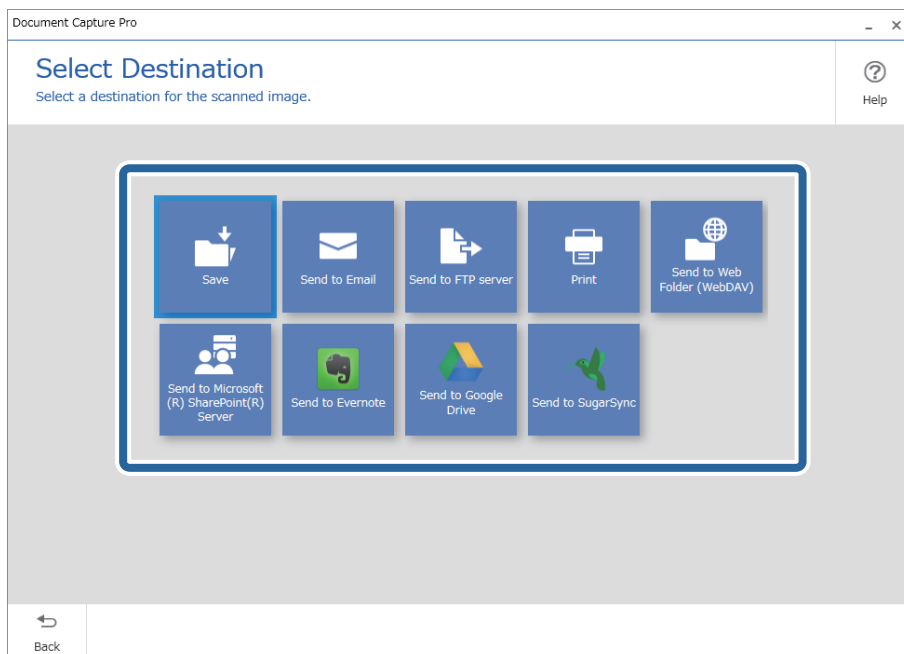 Document Capture Pro
Select Destination
Select a destination for the scanned image.
Help
Save
Send to Email
Send to FTP server
Print
Send to Web
Folder (WebDAV)
Send to Microsoft
(R) SharePoint(R)
Server
Send to Evernote
Send to Google
Drive
Send to SugarSync
Back